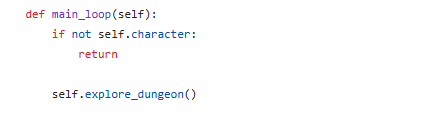 def main_loop(self):
    if not self.character:
        return

    self.explore_dungeon()